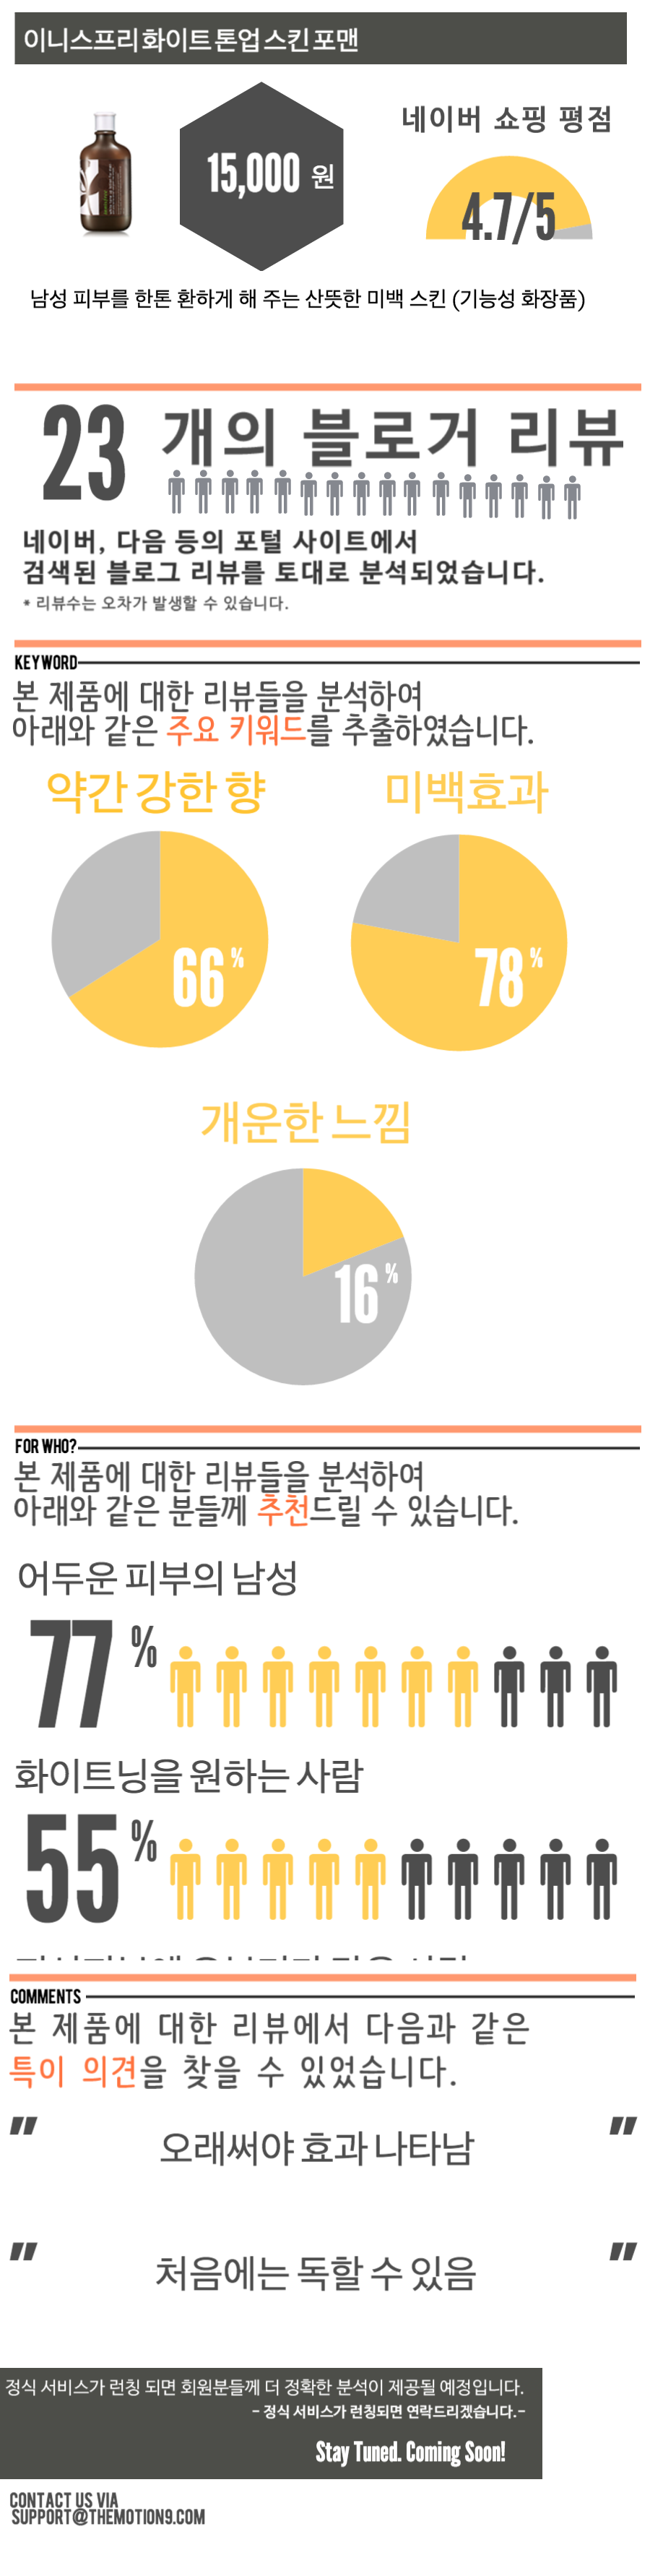 이니스프리 화이트 톤업 스킨 포맨
15,000 원
네이버 쇼핑 평점
4.7/5
남성 피부를 한톤 환하게 해 주는 산뜻한 미백 스킨 (기능성 화장품)
23 개의 블로거 리뷰
네이버, 다음 등의 포털 사이트에서
검색된 블로그 리뷰를 토대로 분석되었습니다.
* 리뷰수는 오차가 발생할 수 있습니다.
KEYWORD
본 제품에 대한 리뷰들을 분석하여
아래와 같은 주요 키워드를 추출하였습니다.
약간 강한 향
미백효과
66%
78%
개운한 느낌
16%
FOR WHO?
본 제품에 대한 리뷰들을 분석하여
아래와 같은 분들께 추천드릴 수 있습니다.
어두운 피부의 남성
77%
화이트닝을 원하는 사람
55%
COMMENTS
본 제품에 대한 리뷰에서 다음과 같은
특이 의견을 찾을 수 있었습니다.
" 오래써야 효과 나타남 "
" 처음에는 독할 수 있음 "
정식 서비스가 런칭 되면 회원분들께 더 정확한 분석이 제공될 예정입니다.
- 정식 서비스가 런칭되면 연락드리겠습니다.-
Stay Tuned. Coming Soon!
CONTACT US VIA
SUPPORT@THEMOTION9.COM